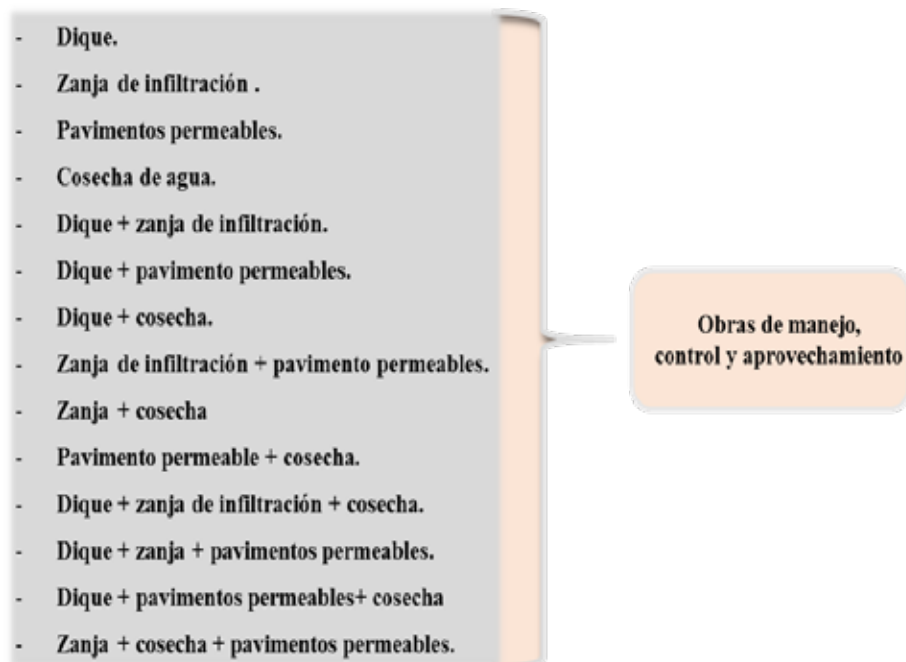 - Dique.
- Zanja de infiltración .
- Pavimentos permeables.
- Cosecha de agua.
- Dique + zanja de infiltración.
- Dique + pavimento permeables.
- Dique + cosecha.
- Zanja de infiltración + pavimento permeables.
- Zanja + cosecha
- Pavimento permeable + cosecha.
- Dique + zanja de infiltración + cosecha.
- Dique + zanja + pavimentos permeables.
- Dique + pavimentos permeables+ cosecha
- Zanja + cosecha + pavimentos permeables.
Obras de manejo,
control y aprovechamiento